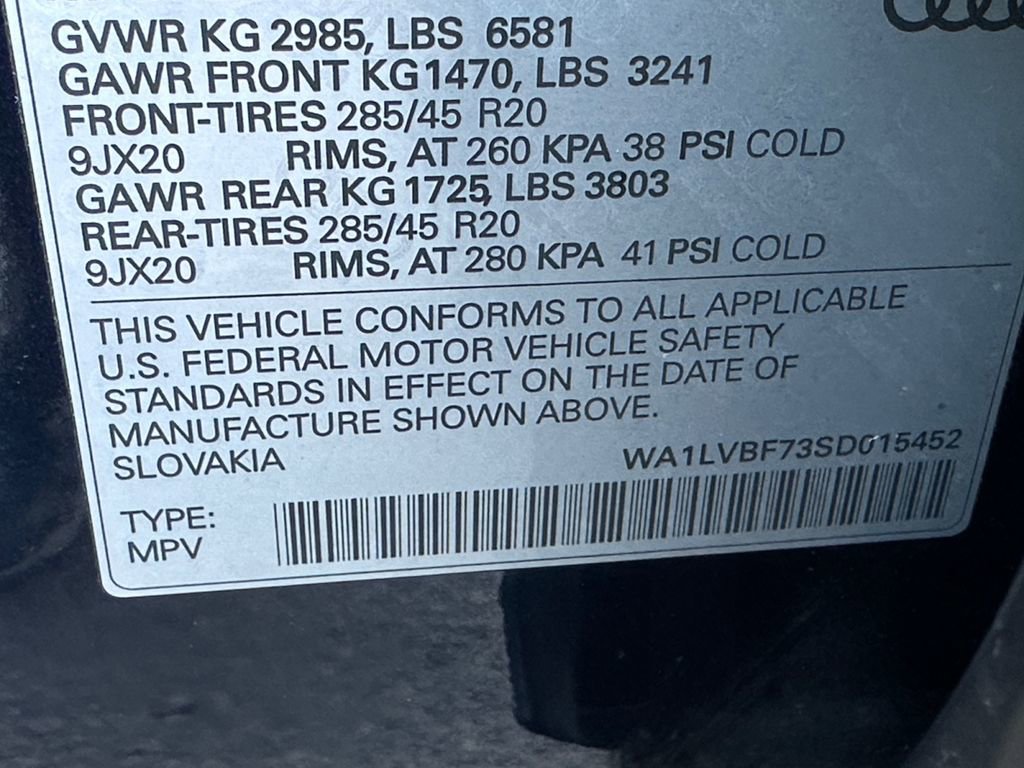 GVWR KG 2985, LBS 6581
GAWR FRONT KG 1470, LBS 3241
FRONT-TIRES 285/45 R20
9JX20 RIMS, AT 260 KPA 38 PSI COLD
GAWR REAR KG 1725, LBS 3803
REAR-TIRES 285/45 R20
9JX20 RIMS, AT 280 KPA 41 PSI COLD
THIS VEHICLE CONFORMS TO ALL APPLICABLE
U.S. FEDERAL MOTOR VEHICLE SAFETY
STANDARDS IN EFFECT ON THE DATE OF
MANUFACTURE SHOWN ABOVE.
SLOVAKIA
WA1LVBF73SD015452
TYPE:
MPV